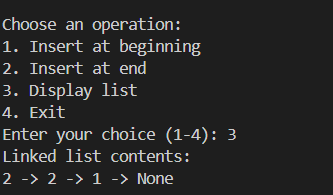 Choose an operation:
1. Insert at beginning
2. Insert at end
3. Display list
4. Exit
Enter your choice (1-4): 3
Linked list contents:
2 -> 2 -> 1 -> None